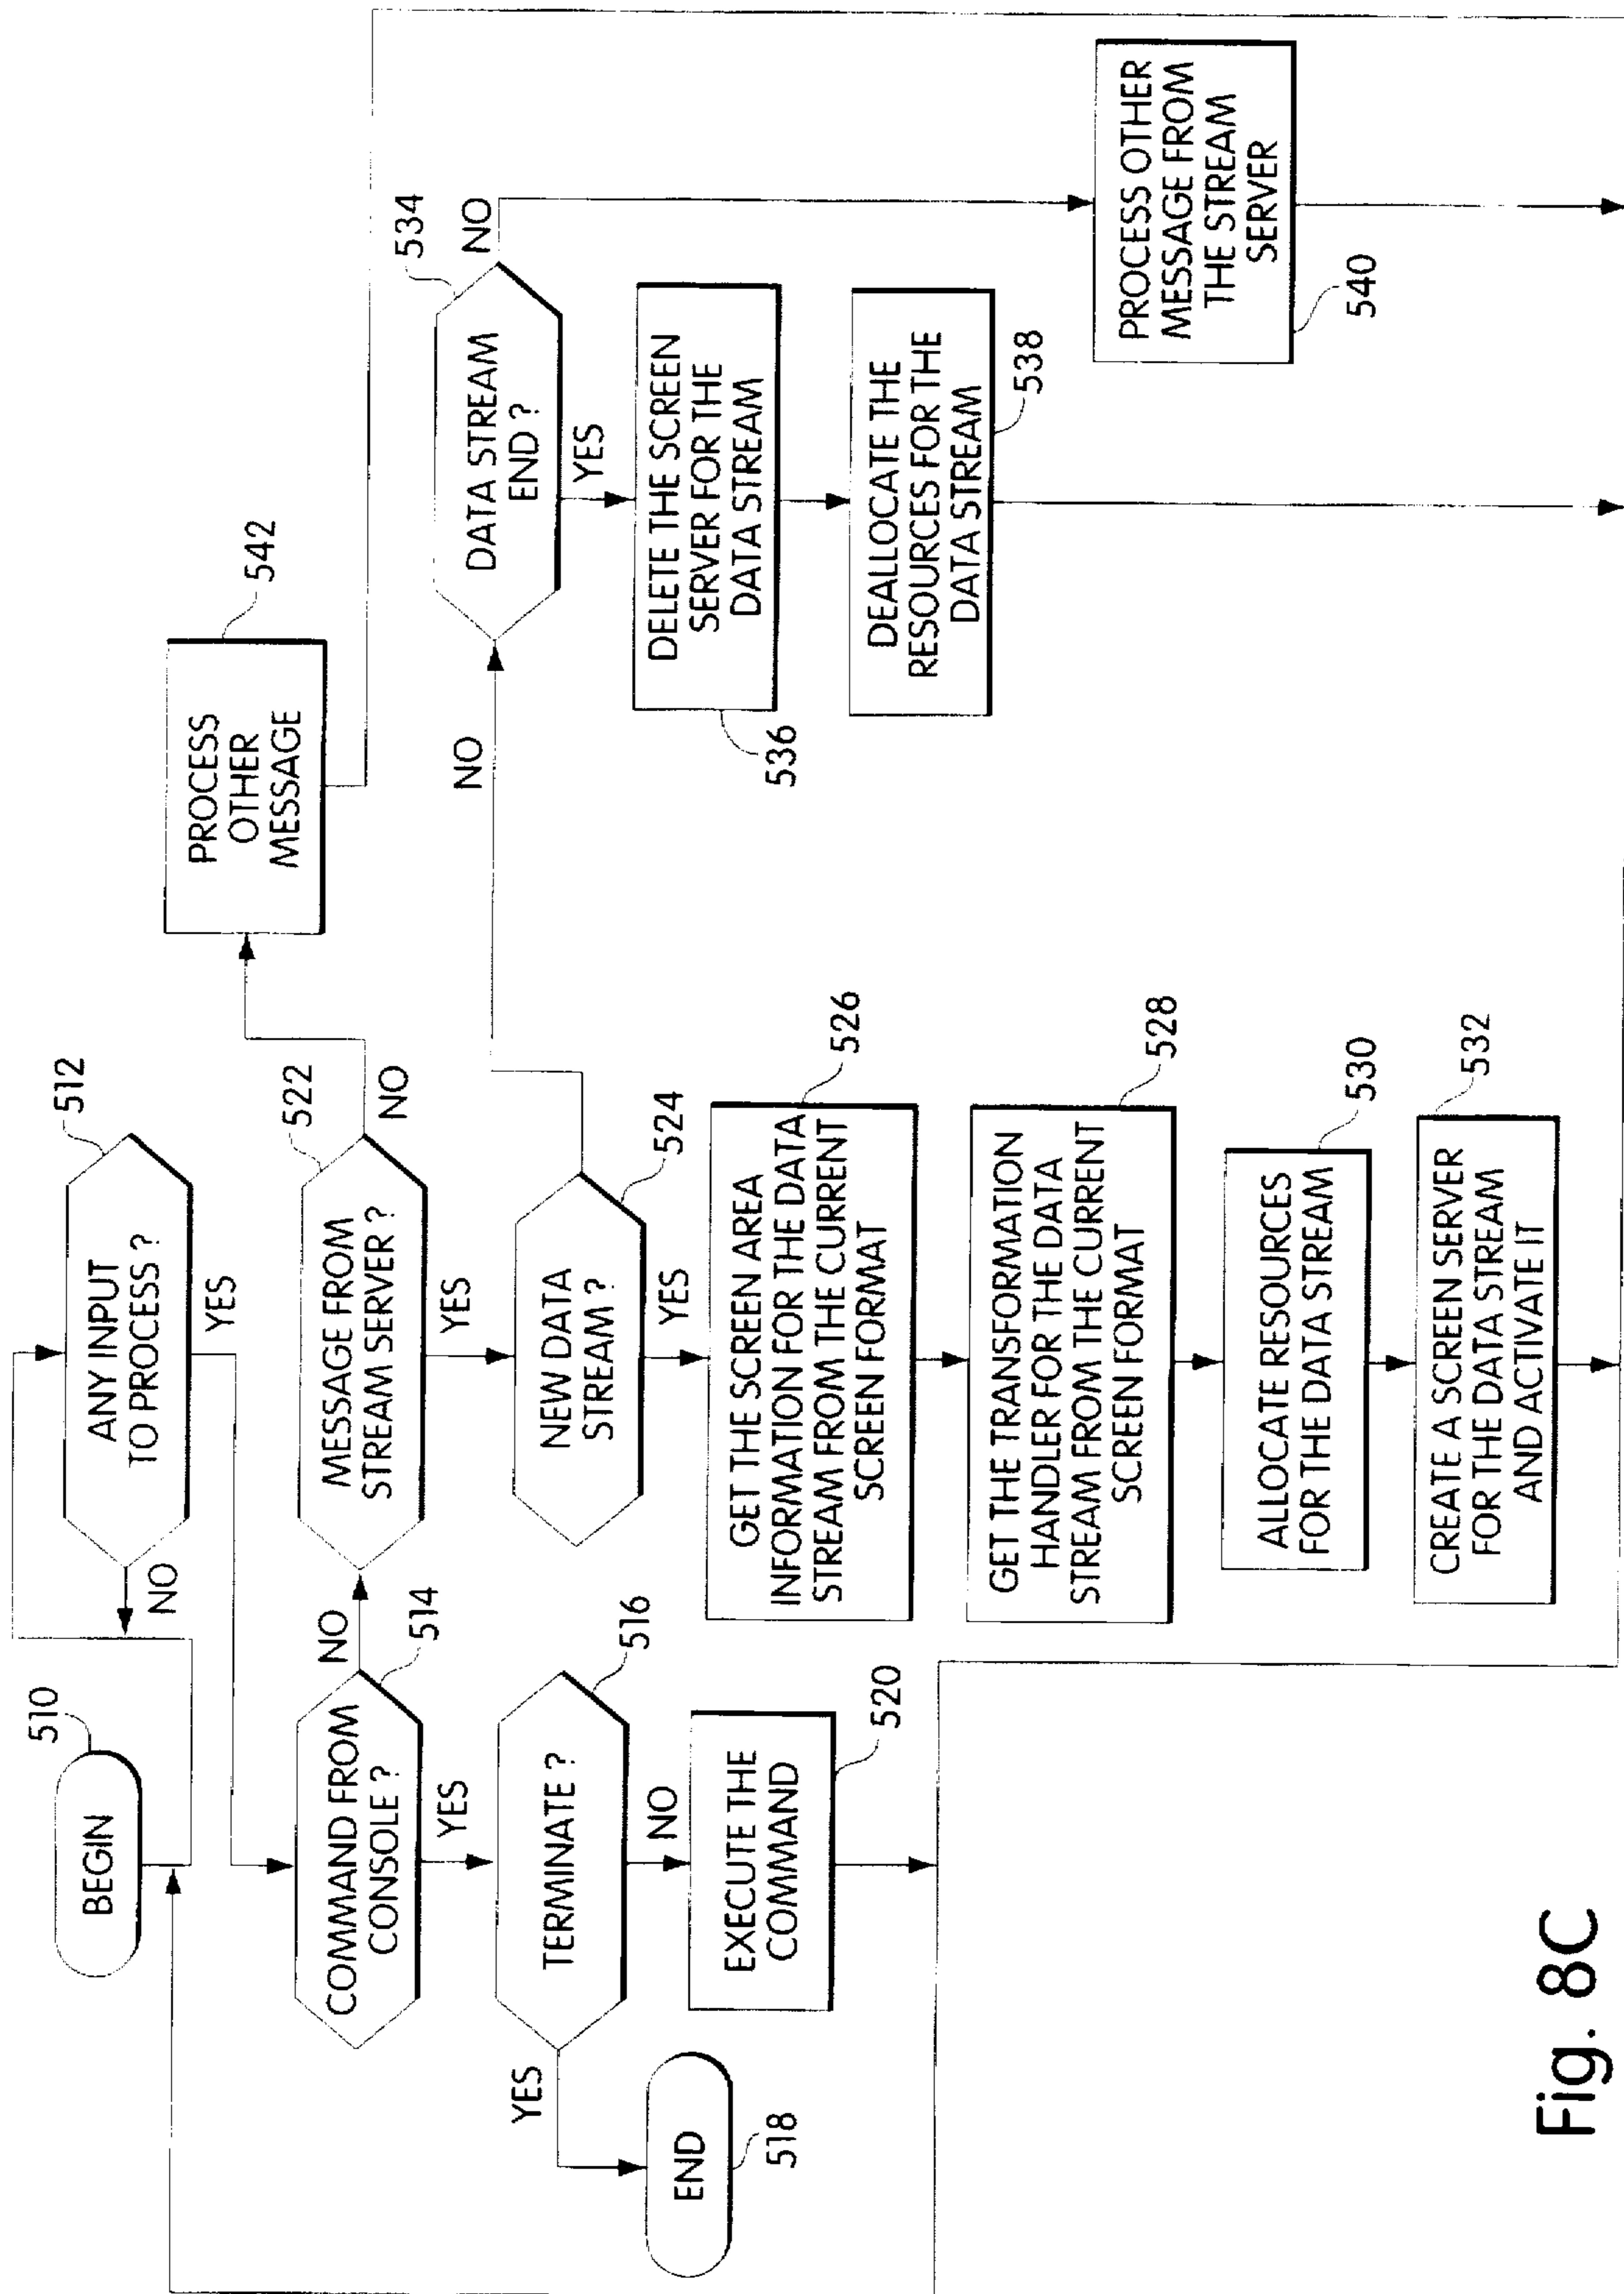 BEGIN
510
ANY INPUT
TO PROCESS ?
512
NO
YES
COMMAND FROM
CONSOLE ?
514
NO
YES
TERMINATE ?
516
YES
NO
END
518
EXECUTE THE
COMMAND
520
MESSAGE FROM
STREAM SERVER ?
522
NO
YES
NEW DATA
STREAM ?
524
NO
YES
GET THE SCREEN AREA
INFORMATION FOR THE DATA
STREAM FROM THE CURRENT
SCREEN FORMAT
526
GET THE TRANSFORMATION
HANDLER FOR THE DATA
STREAM FROM THE CURRENT
SCREEN FORMAT
528
ALLOCATE RESOURCES
FOR THE DATA STREAM
530
CREATE A SCREEN SERVER
FOR THE DATA STREAM
AND ACTIVATE IT
532
DATA STREAM
END ?
534
NO
YES
DELETE THE SCREEN
SERVER FOR THE
DATA STREAM
536
DEALLOCATE THE
RESOURCES FOR THE
DATA STREAM
538
PROCESS OTHER
MESSAGE FROM
THE STREAM
SERVER
540
PROCESS
OTHER
MESSAGE
542
Fig. 8C